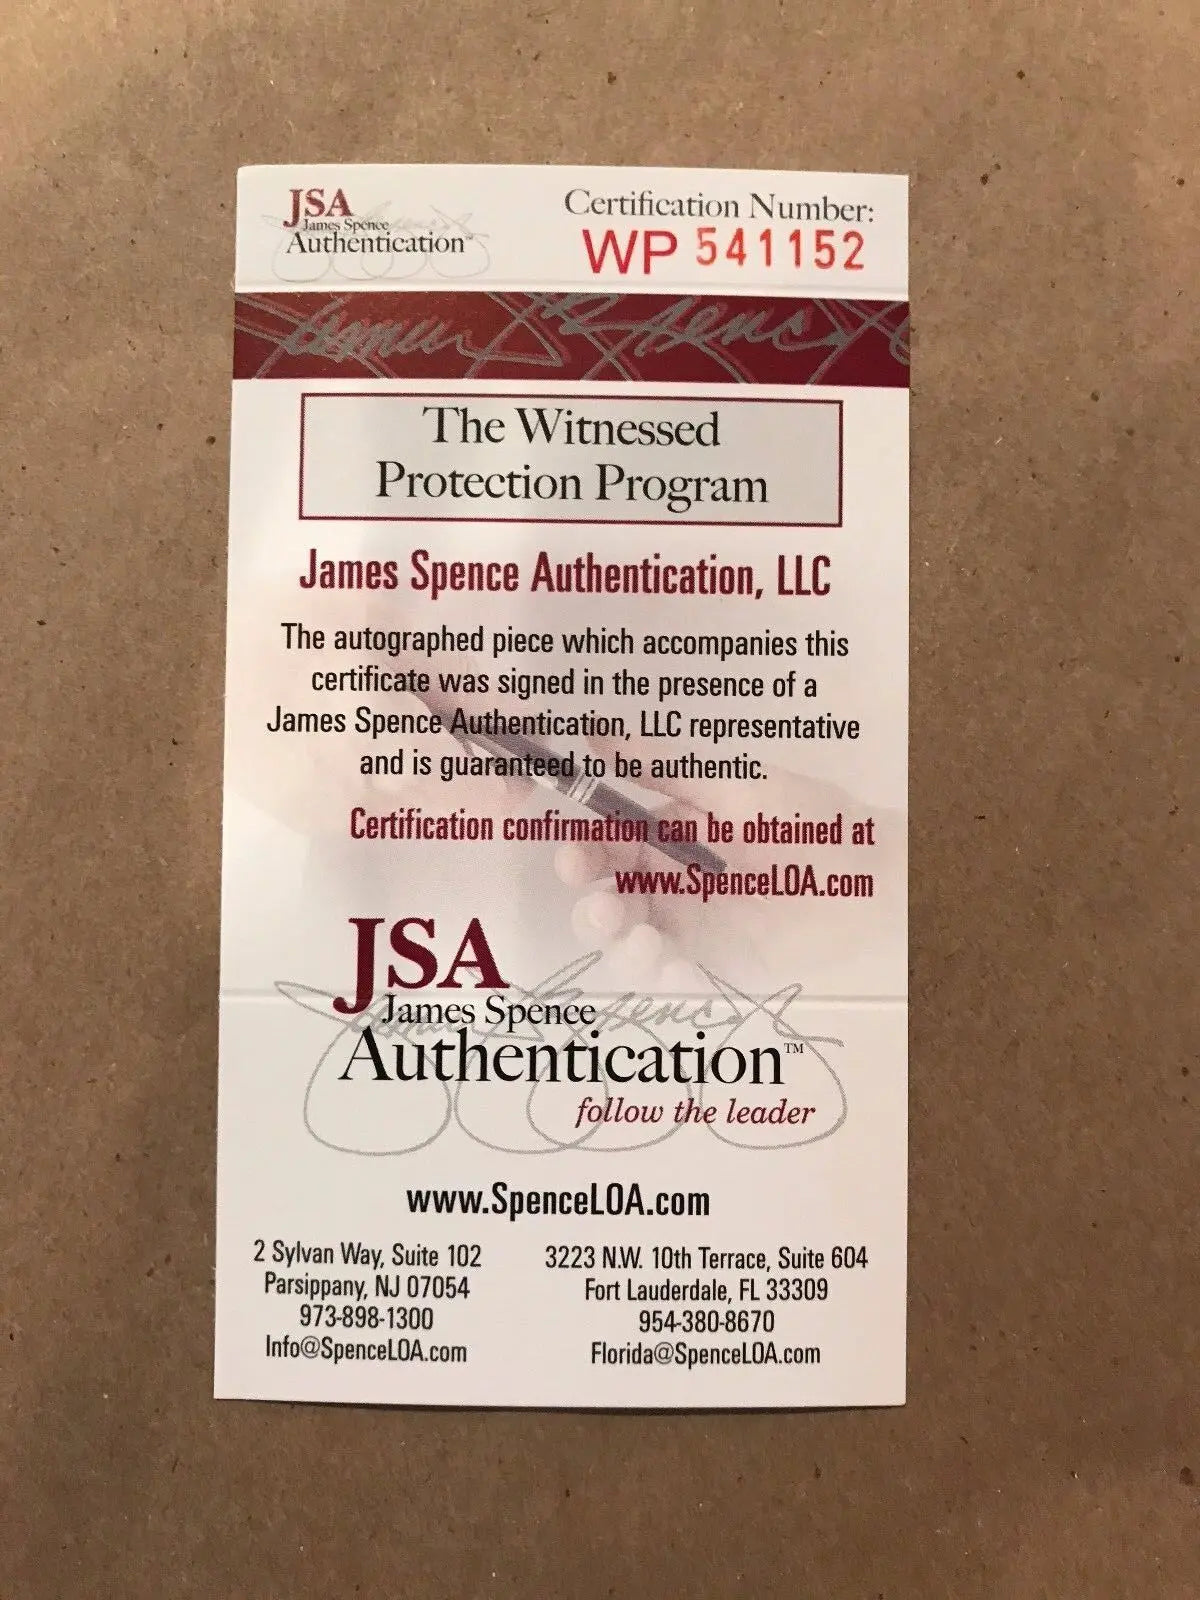 JSA
James Spence
Authentication™
Certification Number:
WP 541152
James Spence
The Witnessed
Protection Program
James Spence Authentication, LLC
The autographed piece which accompanies this
certificate was signed in the presence of a
James Spence Authentication, LLC representative
and is guaranteed to be authentic.
Certification confirmation can be obtained at
www.SpenceLOA.com
JSA
James Spence
Authentication™
follow the leader
www.SpenceLOA.com
2 Sylvan Way, Suite 102
Parsippany, NJ 07054
973-898-1300
Info@SpenceLOA.com
3223 N.W. 10th Terrace, Suite 604
Fort Lauderdale, FL 33309
954-380-8670
Florida@SpenceLOA.com